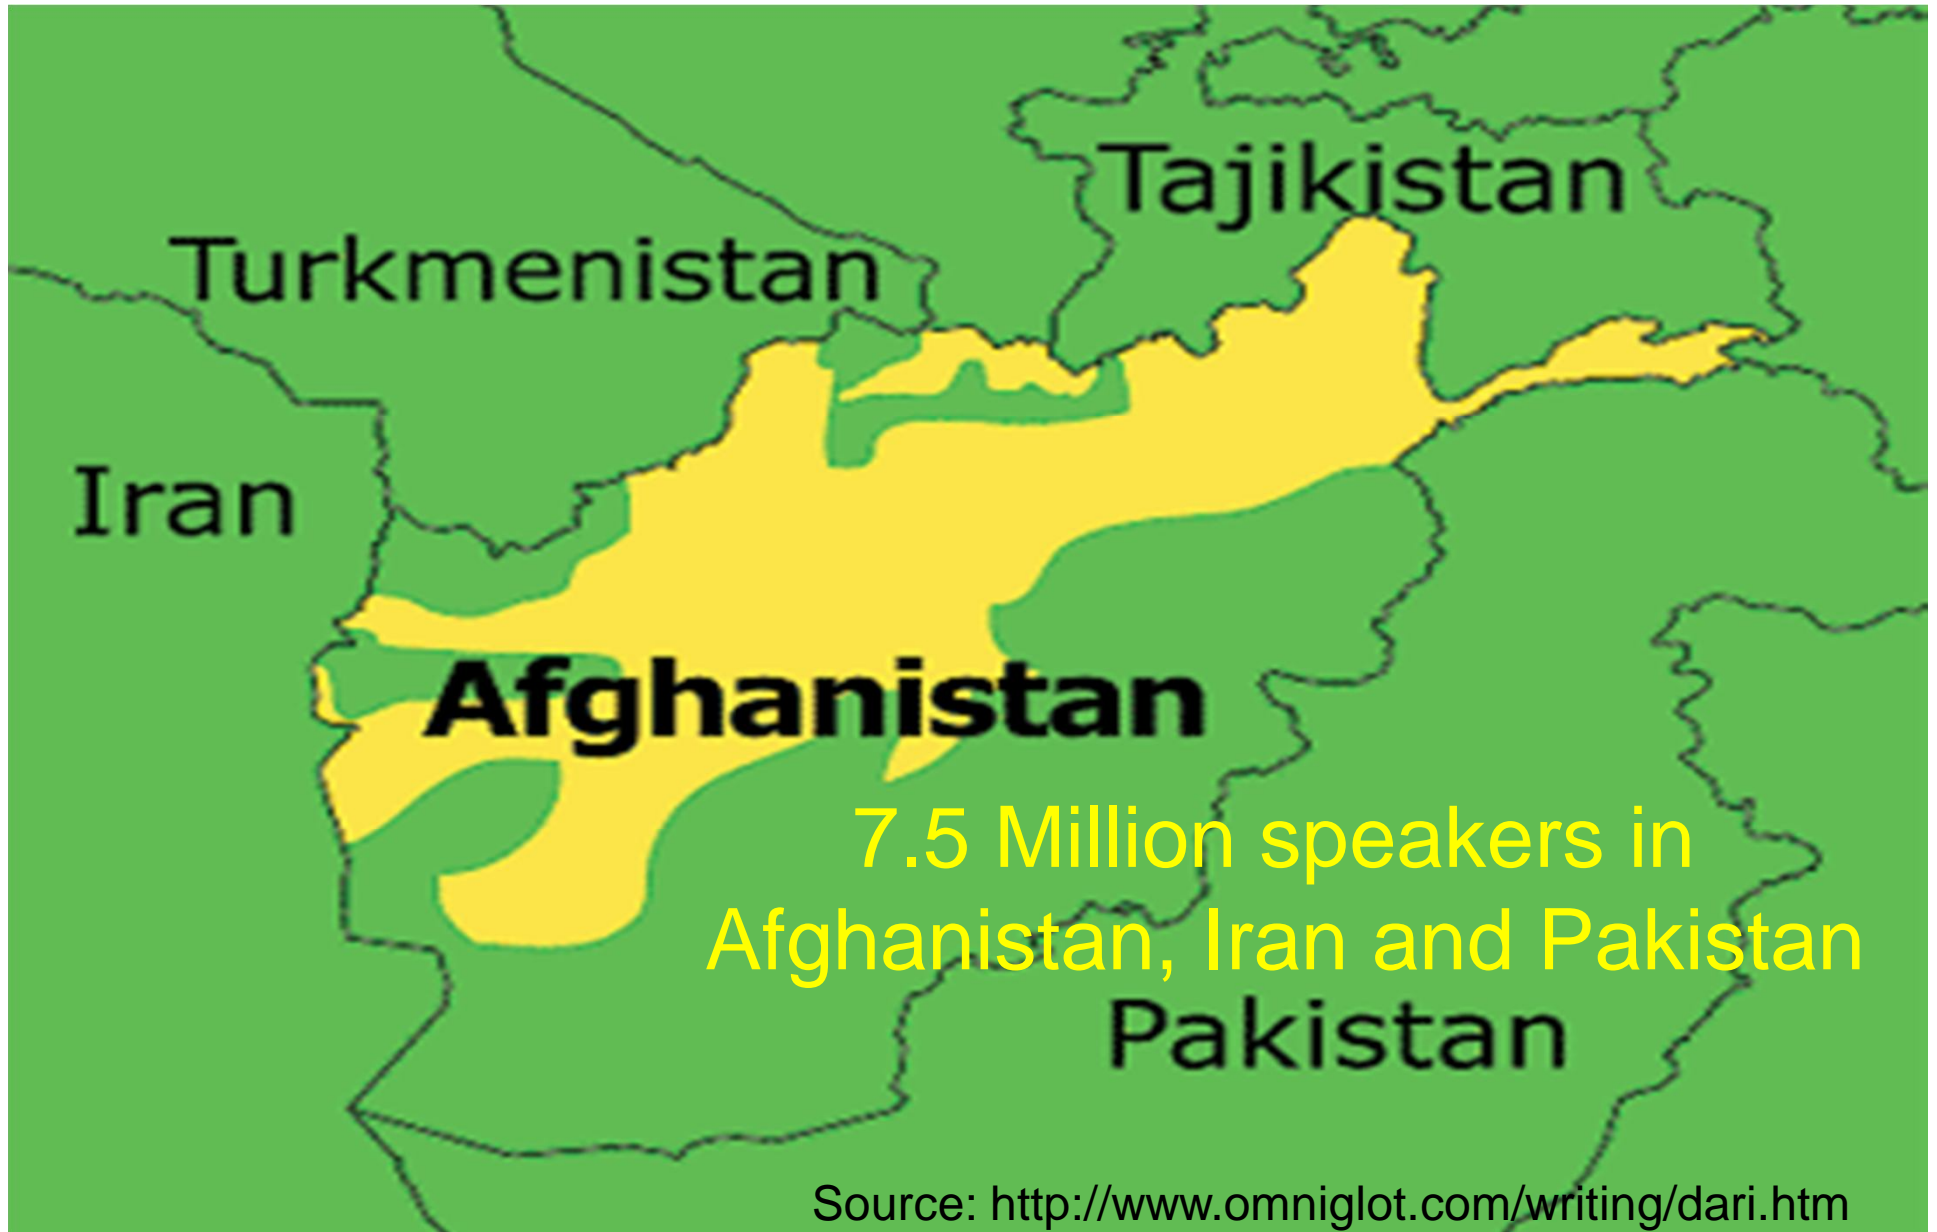 Tajikistan
Turkmenistan
Iran
Afghanistan
7.5 Million speakers in
Afghanistan, Iran and Pakistan
Pakistan
Source: http://www.omniglot.com/writing/dari.htm